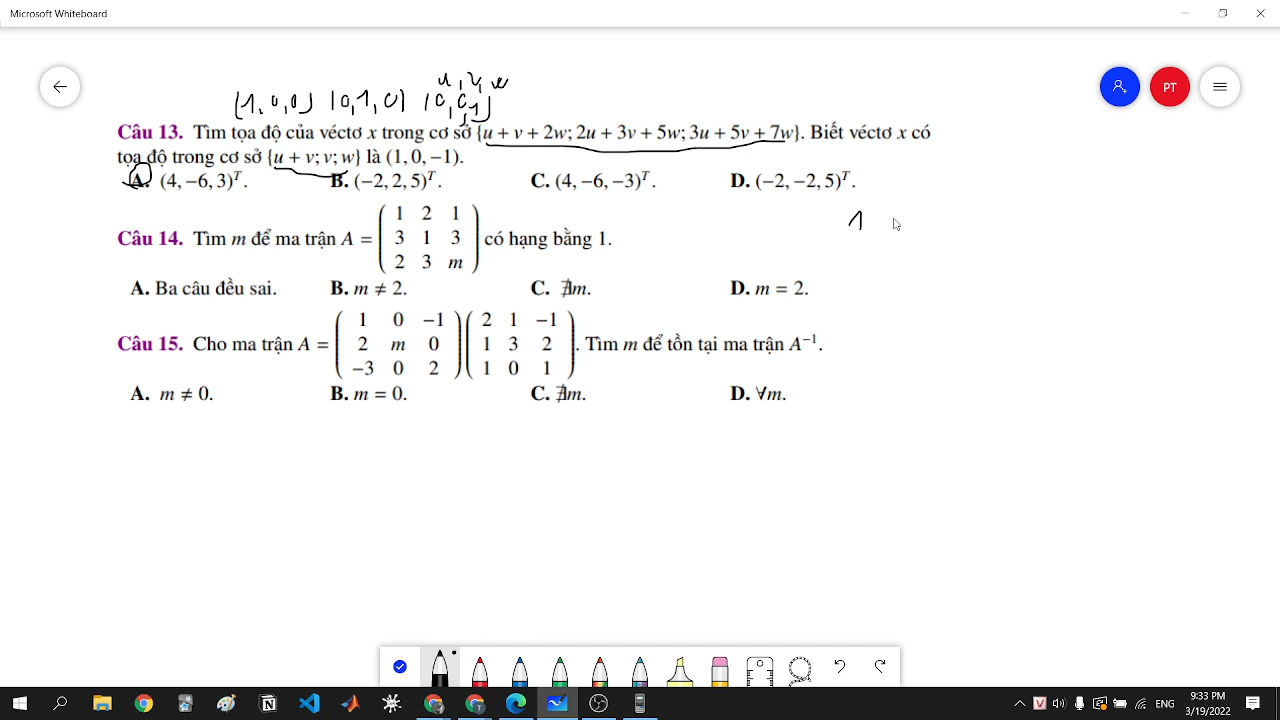 Microsoft Whiteboard
u, v, w
(1, 0, 0) (0, 1, 0) (0, 0, 1)
PT
Câu 13. Tìm tọa độ của véctơ x trong cơ sở {u + v + 2w; 2u + 3v + 5w; 3u + 5v + 7w}. Biết véctơ x có
tọa độ trong cơ sở {u + v; v; w} là (1, 0, −1).
A. (4, −6, 3)ᵀ. B. (−2, 2, 5)ᵀ. C. (4, −6, −3)ᵀ. D. (−2, −2, 5)ᵀ.
1
Câu 14. Tìm m để ma trận A = ( 1 2 1
3 1 3
2 3 m ) có hạng bằng 1.
A. Ba câu đều sai. B. m ≠ 2. C. ∄m. D. m = 2.
Câu 15. Cho ma trận A = ( 1 0 −1
2 m 0
−3 0 2 ) ( 2 1 −1
1 3 2
1 0 1 ). Tìm m để tồn tại ma trận A⁻¹.
A. m ≠ 0. B. m = 0. C. ∄m. D. ∀m.
ENG
9:33 PM
3/19/2022